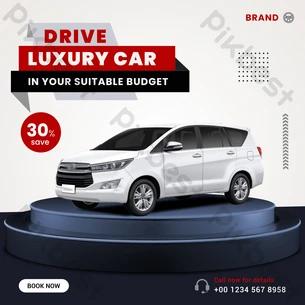 BRAND
DRIVE
LUXURY CAR
IN YOUR SUITABLE BUDGET
30%
save
BOOK NOW
Call now for details
+00 1234 567 8958
Pikbest